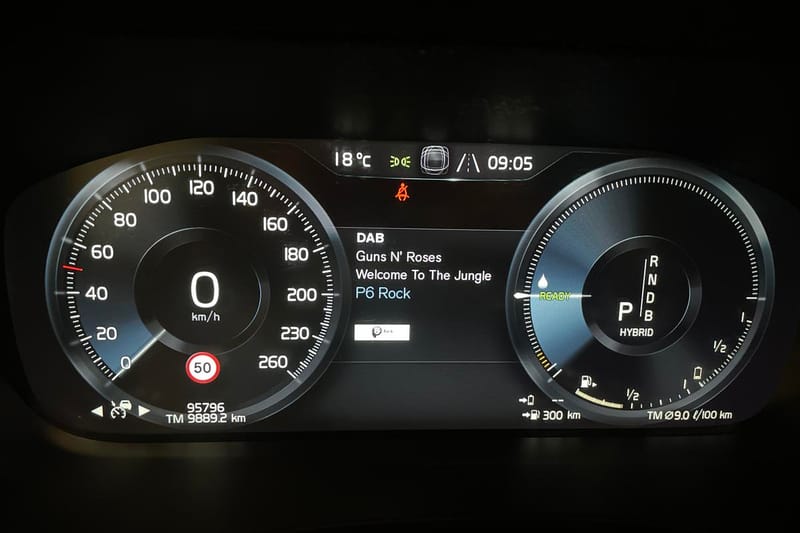 18°C
09:05
0
20
40
60
80
100
120
140
160
180
200
230
260
0
km/h
50
95796
TM 9889.2 km
DAB
Guns N' Roses
Welcome To The Jungle
P6 Rock
READY
P
R
N
D
B
HYBRID
1
½
1
½
--
300 km
TM Ø9.0 ℓ/100 km